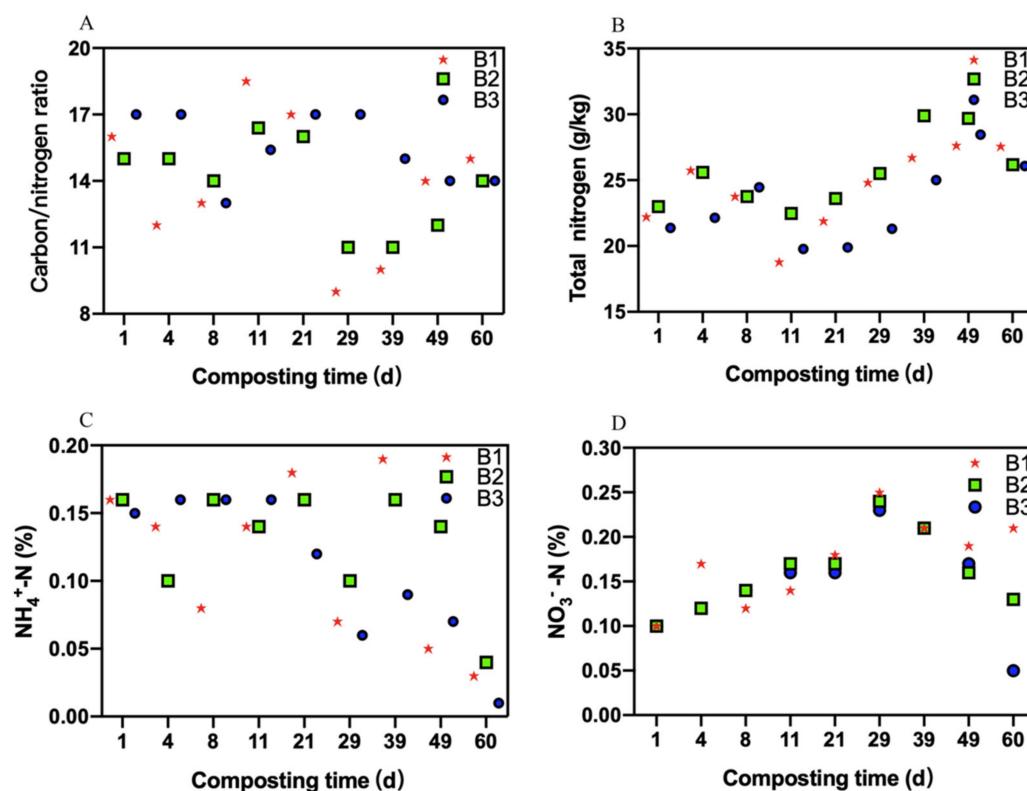 A
20
17
14
11
8
Carbon/nitrogen ratio
B1
B2
B3
1 4 8 11 21 29 39 49 60
Composting time (d)
B
35
30
25
20
15
Total nitrogen (g/kg)
B1
B2
B3
1 4 8 11 21 29 39 49 60
Composting time (d)
C
0.20
0.15
0.10
0.05
0.00
NH₄⁺-N (%)
B1
B2
B3
1 4 8 11 21 29 39 49 60
Composting time (d)
D
0.30
0.25
0.20
0.15
0.10
0.05
0.00
NO₃⁻-N (%)
B1
B2
B3
1 4 8 11 21 29 39 49 60
Composting time (d)